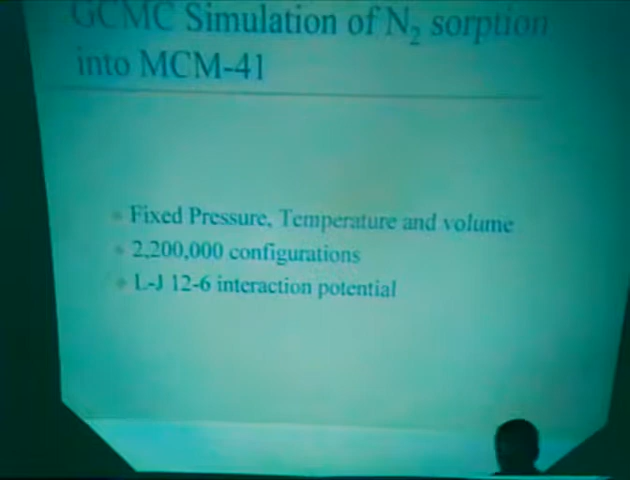 GCMC Simulation of N₂ sorption
into MCM-41
Fixed Pressure, Temperature and volume
2,200,000 configurations
L-J 12-6 interaction potential